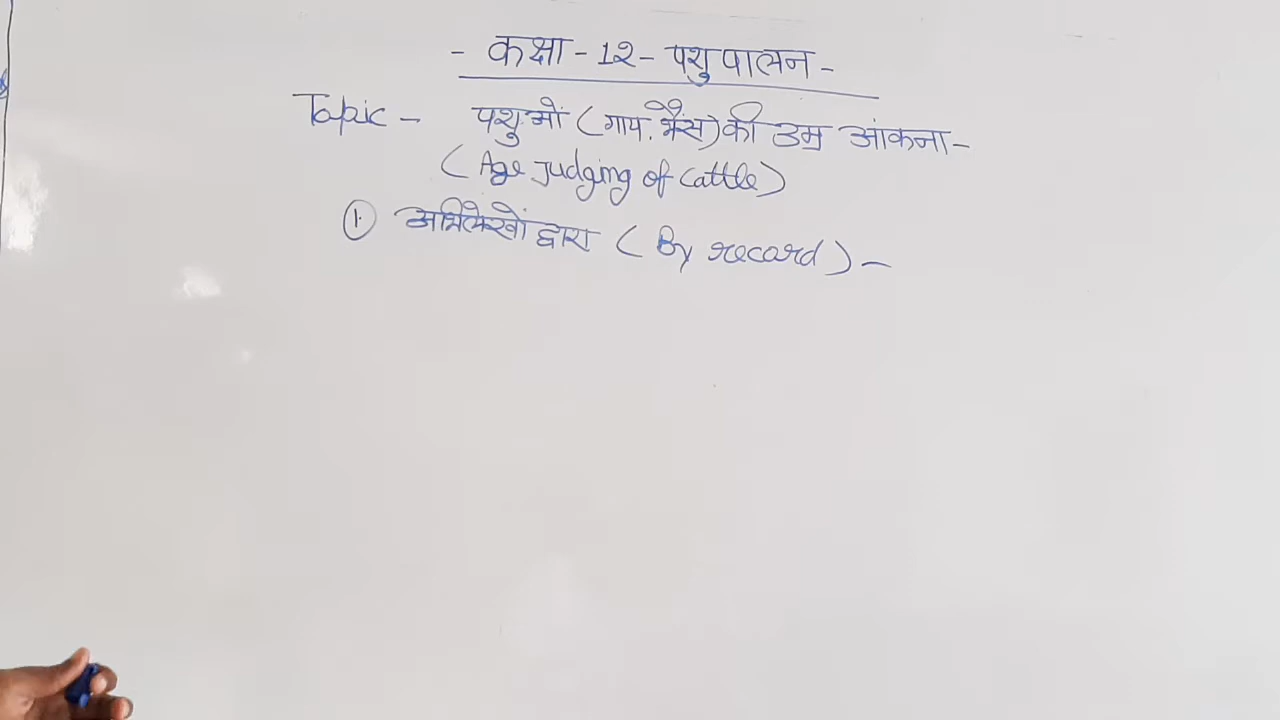 - कक्षा - 12 - पशुपालन -
Topic - पशुओं (गाय, भैंस) की उम्र आंकना -
(Age Judging of Cattle)
① अभिलेखों द्वारा (By record) -